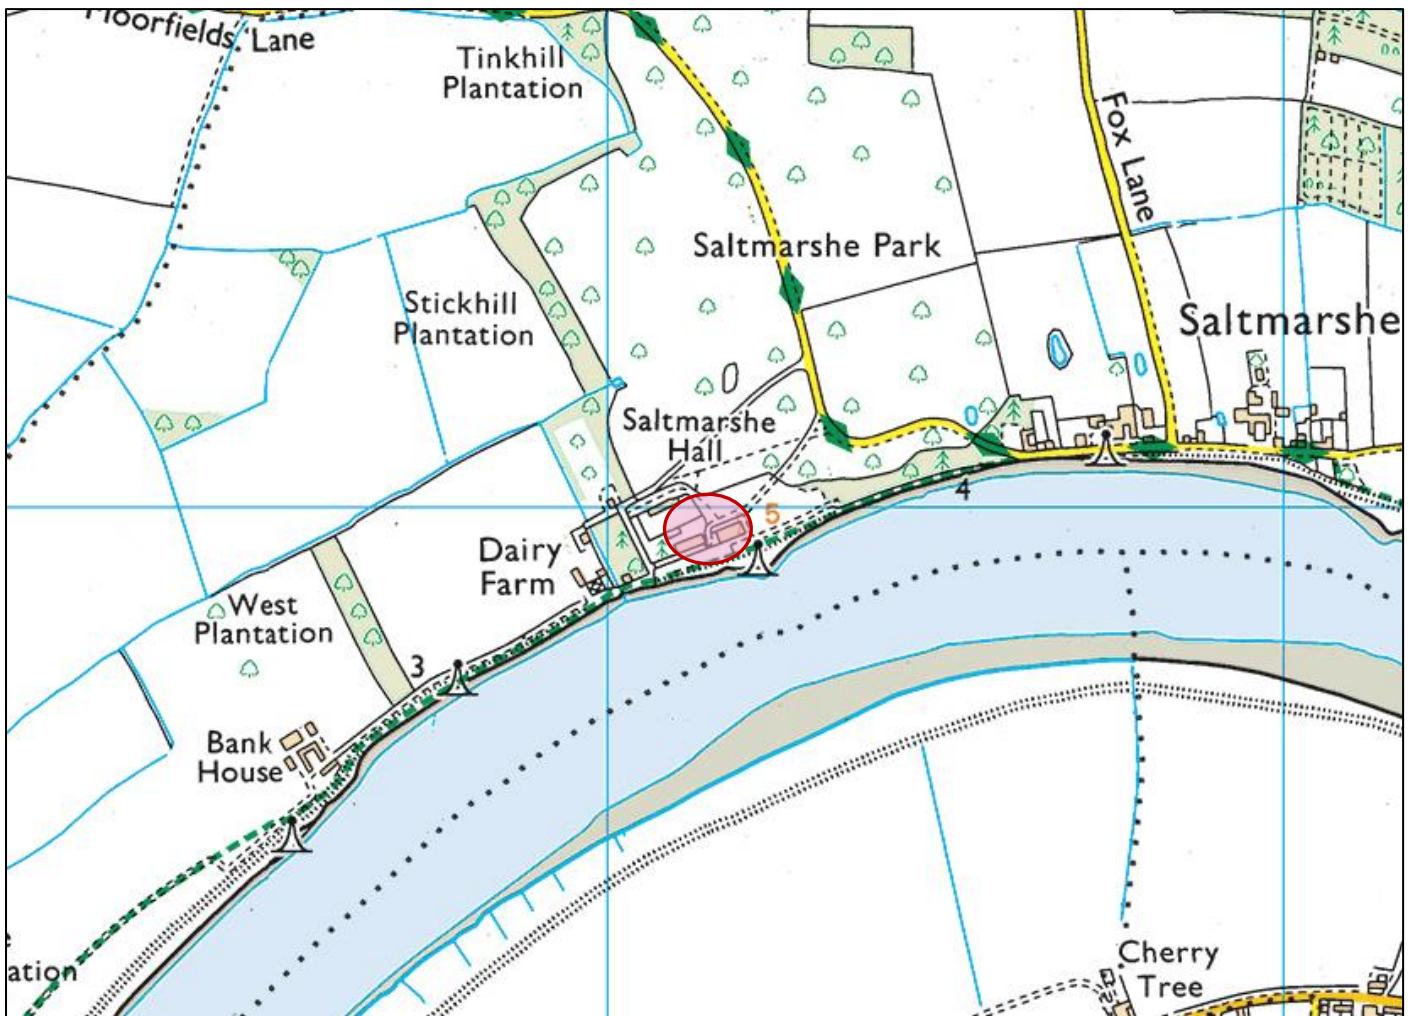 Moorfields Lane
Tinkhill
Plantation
Fox Lane
Saltmarshe Park
Stickhill
Plantation
Saltmarshe
Saltmarshe
Hall
4
5
Dairy
Farm
West
Plantation
3
Bank
House
ation
Cherry
Tree